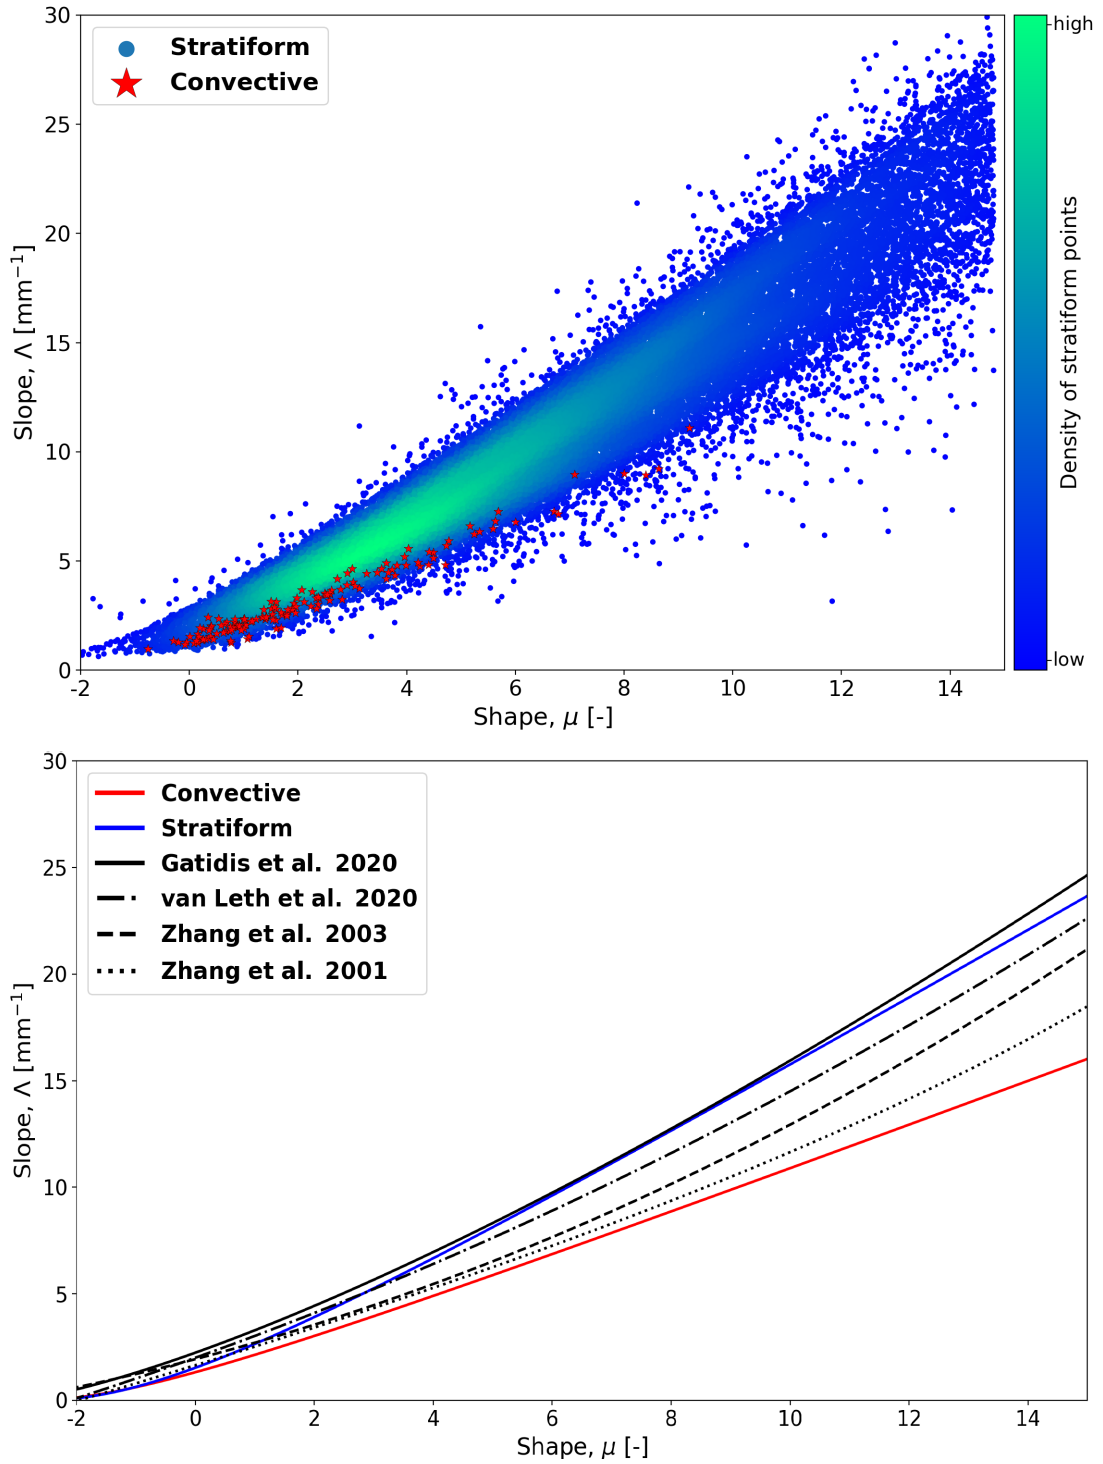 30
25
20
15
10
5
0
Slope, Λ [mm⁻¹]
Stratiform
Convective
-2 0 2 4 6 8 10 12 14
Shape, μ [-]
high
low
Density of stratiform points
30
25
20
15
10
5
0
Slope, Λ [mm⁻¹]
Convective
Stratiform
Gatidis et al. 2020
van Leth et al. 2020
Zhang et al. 2003
Zhang et al. 2001
-2 0 2 4 6 8 10 12 14
Shape, μ [-]